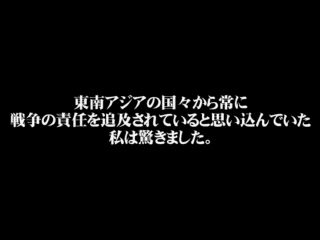 東南アジアの国々から常に
戦争の責任を追及されていると思い込んでいた
私は驚きました。